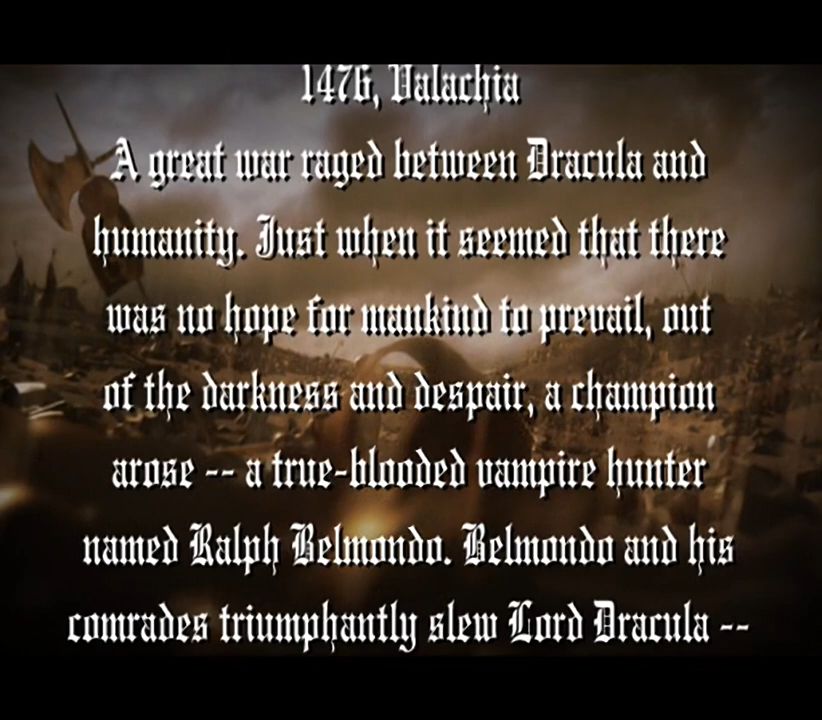 1476, Valachia
A great war raged between Dracula and
humanity. Just when it seemed that there
was no hope for mankind to prevail, out
of the darkness and despair, a champion
arose -- a true-blooded vampire hunter
named Ralph Belmondo. Belmondo and his
comrades triumphantly slew Lord Dracula --